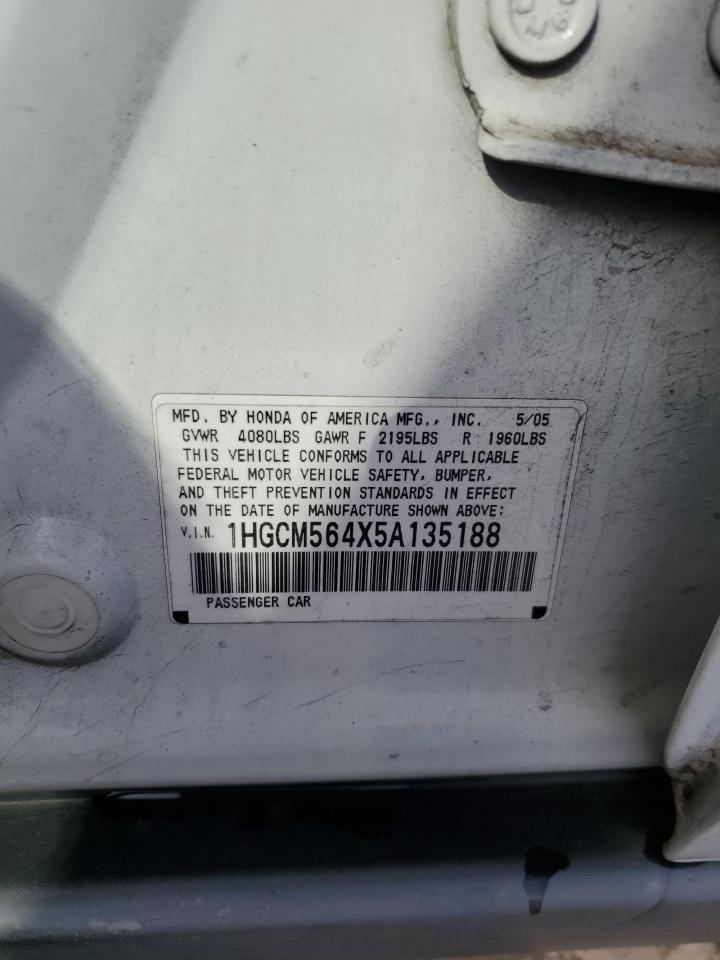 MFD. BY HONDA OF AMERICA MFG., INC. 5/05
GVWR 4080LBS GAWR F 2195LBS R 1960LBS
THIS VEHICLE CONFORMS TO ALL APPLICABLE
FEDERAL MOTOR VEHICLE SAFETY, BUMPER,
AND THEFT PREVENTION STANDARDS IN EFFECT
ON THE DATE OF MANUFACTURE SHOWN ABOVE:
V.I.N. 1HGCM564X5A135188
PASSENGER CAR